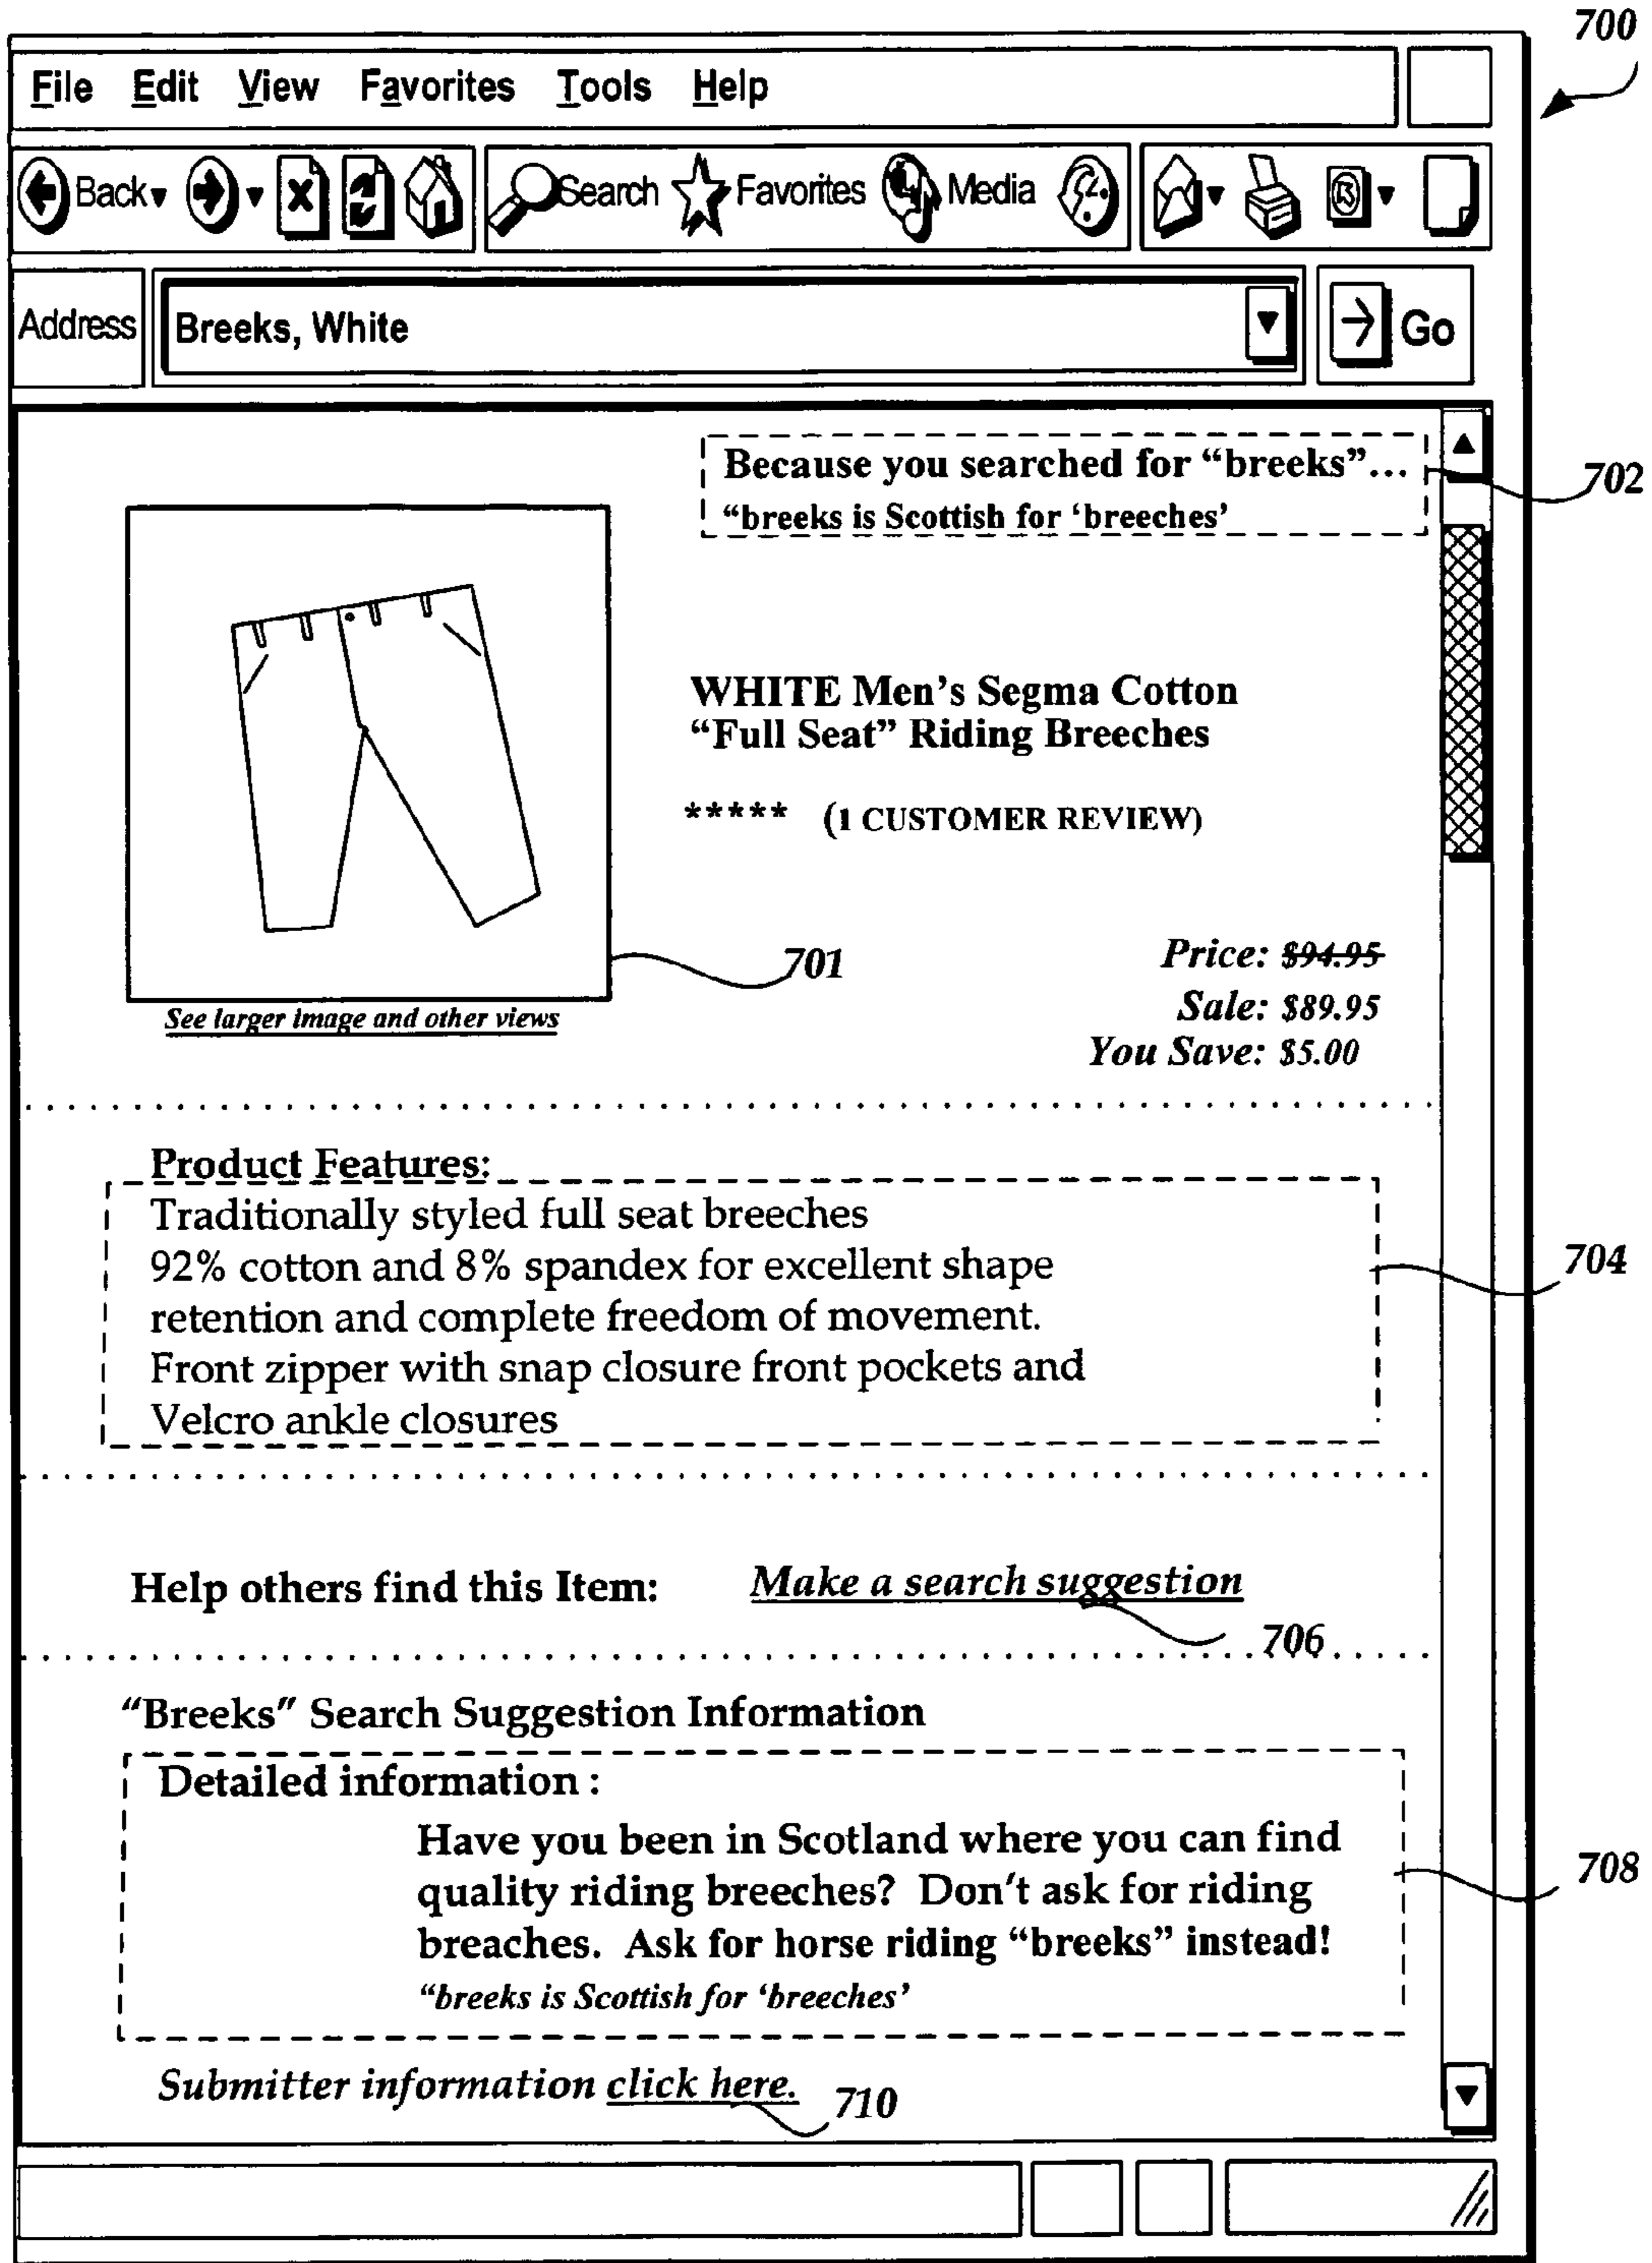 700
File Edit View Favorites Tools Help
Back Search Favorites Media
Address Breeks, White Go
Because you searched for “breeks”...
“breeks is Scottish for ‘breeches’
702
WHITE Men’s Segma Cotton
“Full Seat” Riding Breeches
***** (1 CUSTOMER REVIEW)
701
Price: $94.95
Sale: $89.95
You Save: $5.00
See larger image and other views
Product Features:
Traditionally styled full seat breeches
92% cotton and 8% spandex for excellent shape
retention and complete freedom of movement.
Front zipper with snap closure front pockets and
Velcro ankle closures
704
Help others find this Item: Make a search suggestion
706
“Breeks” Search Suggestion Information
Detailed information :
Have you been in Scotland where you can find
quality riding breeches? Don't ask for riding
breaches. Ask for horse riding “breeks” instead!
“breeks is Scottish for ‘breeches’
708
Submitter information click here.
710